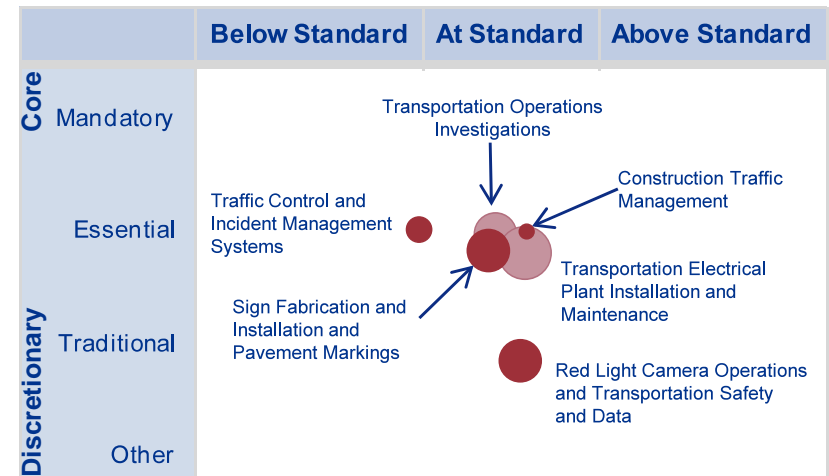 Below Standard
At Standard
Above Standard
Core
Mandatory
Transportation Operations
Investigations
Construction Traffic
Management
Traffic Control and
Incident Management
Systems
Essential
Transportation Electrical
Plant Installation and
Maintenance
Sign Fabrication and
Installation and
Pavement Markings
Discretionary
Traditional
Red Light Camera Operations
and Transportation Safety
and Data
Other